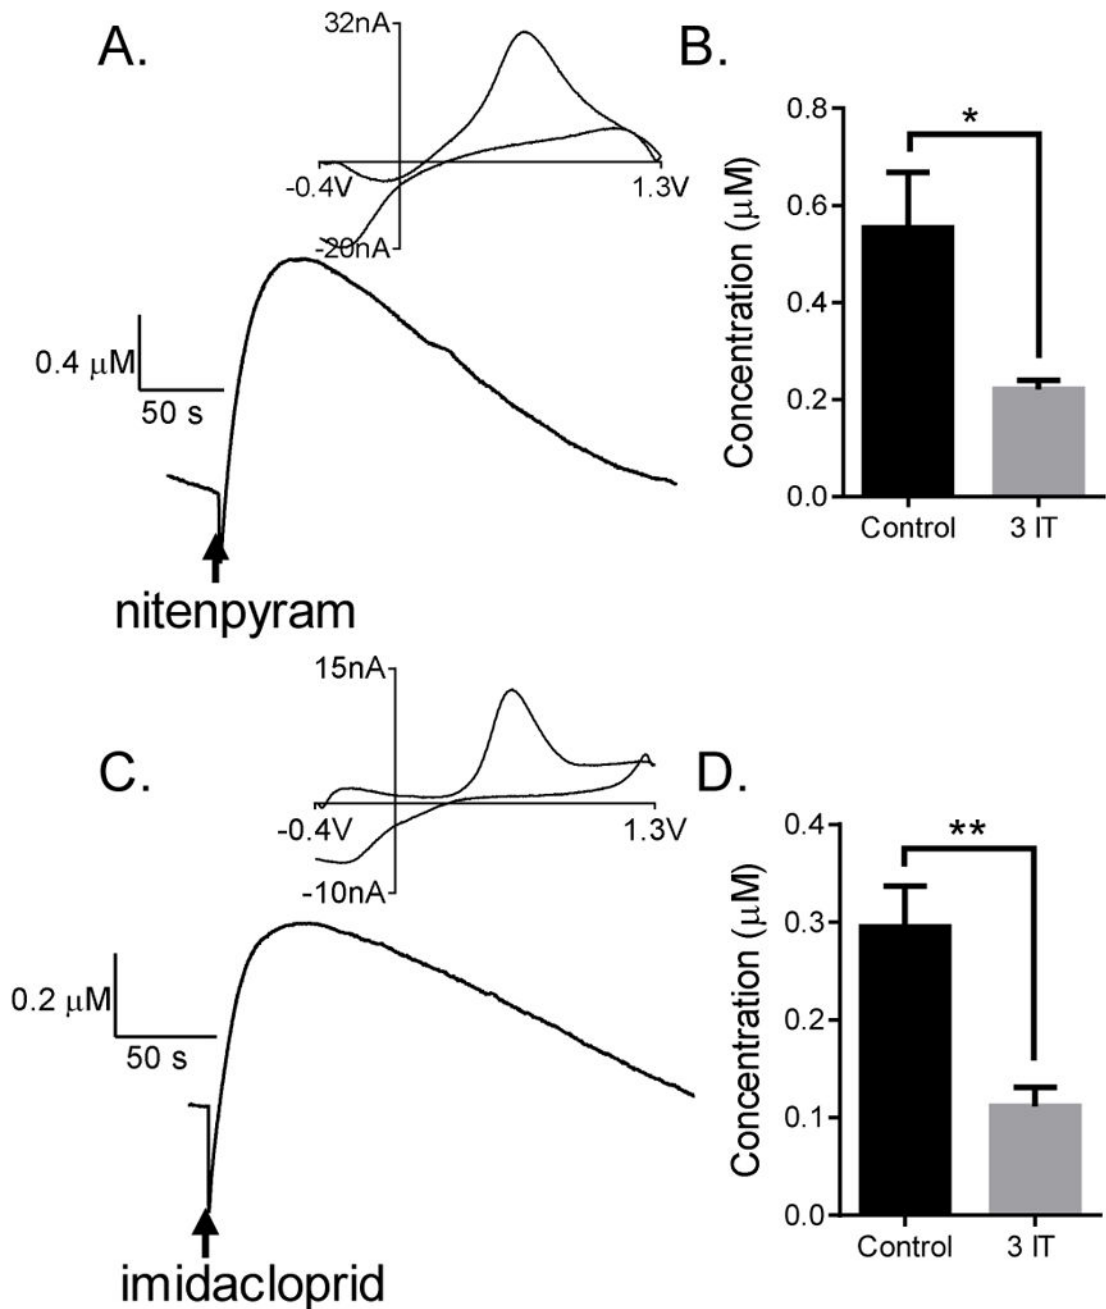 A.
32nA
-0.4V
1.3V
-20nA
0.4 μM
50 s
nitenpyram
B.
Concentration (μM)
0.8
0.6
0.4
0.2
0.0
*
Control
3 IT
C.
15nA
-0.4V
1.3V
-10nA
0.2 μM
50 s
imidacloprid
D.
Concentration (μM)
0.4
0.3
0.2
0.1
0.0
**
Control
3 IT